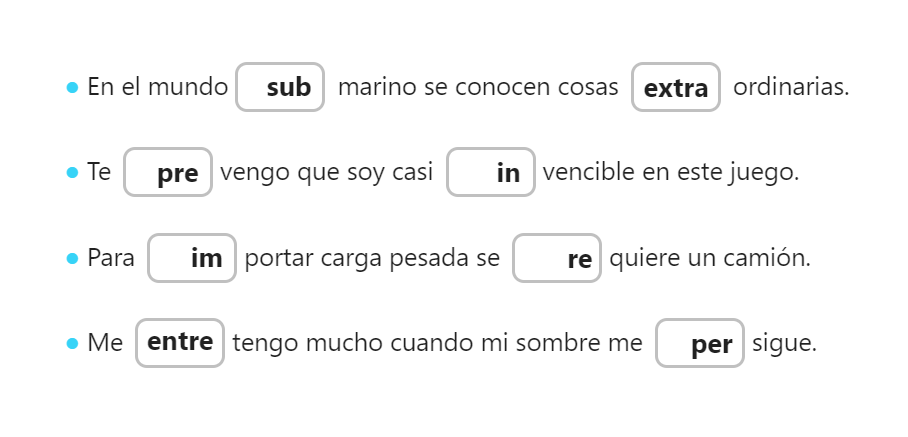 • En el mundo sub marino se conocen cosas extra ordinarias.
• Te pre vengo que soy casi in vencible en este juego.
• Para im portar carga pesada se re quiere un camión.
• Me entre tengo mucho cuando mi sombre me per sigue.